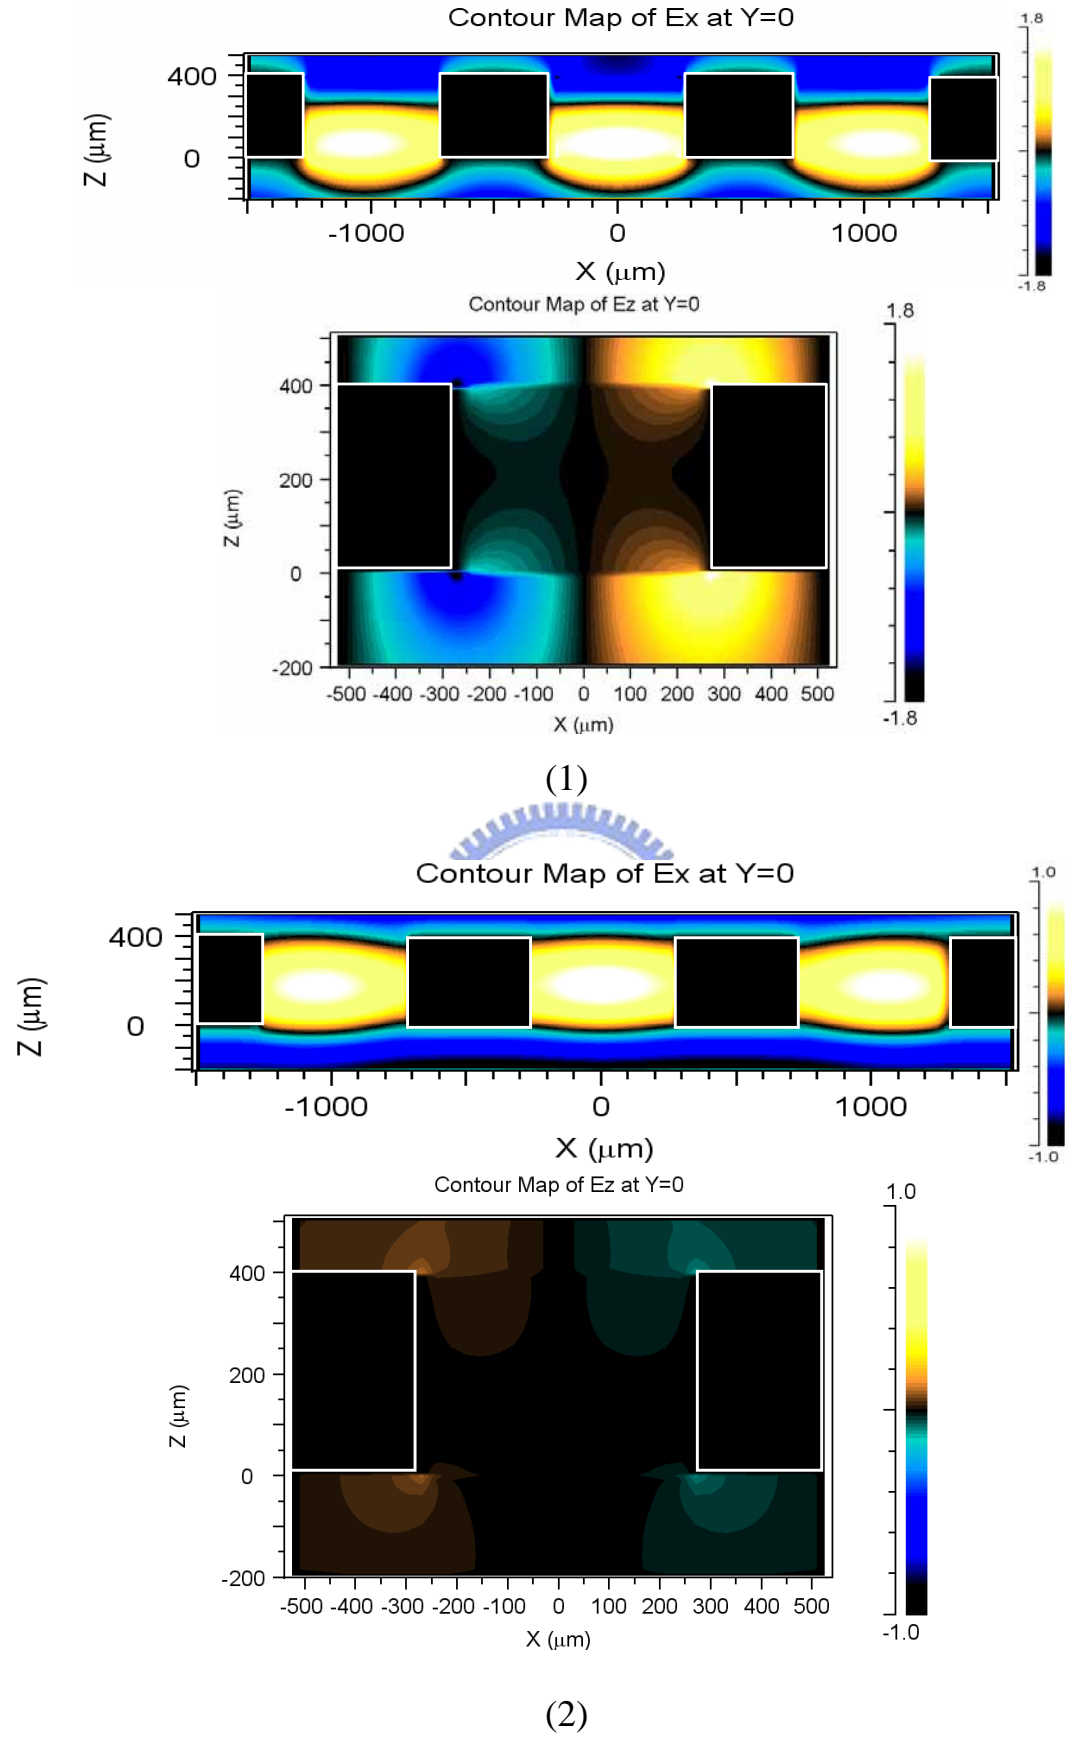 Contour Map of Ex at Y=0
1.8
400
0
Z (μm)
-1000 0 1000
X (μm)
-1.8
Contour Map of Ez at Y=0
1.8
400
200
0
-200
Z (μm)
-500 -400 -300 -200 -100 0 100 200 300 400 500
X (μm)
-1.8
(1)
Contour Map of Ex at Y=0
1.0
400
0
Z (μm)
-1000 0 1000
X (μm)
-1.0
Contour Map of Ez at Y=0
1.0
400
200
0
-200
Z (μm)
-500 -400 -300 -200 -100 0 100 200 300 400 500
X (μm)
-1.0
(2)